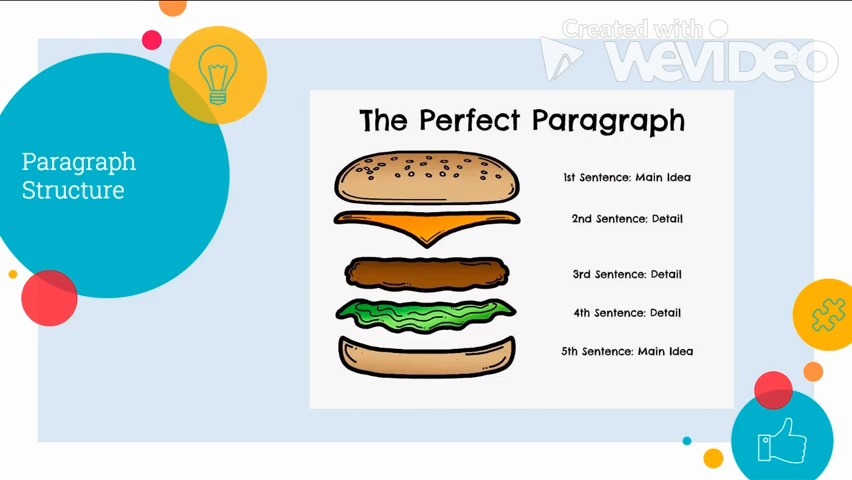 Created with
WeVideo
The Perfect Paragraph
Paragraph
Structure
1st Sentence: Main Idea
2nd Sentence: Detail
3rd Sentence: Detail
4th Sentence: Detail
5th Sentence: Main Idea